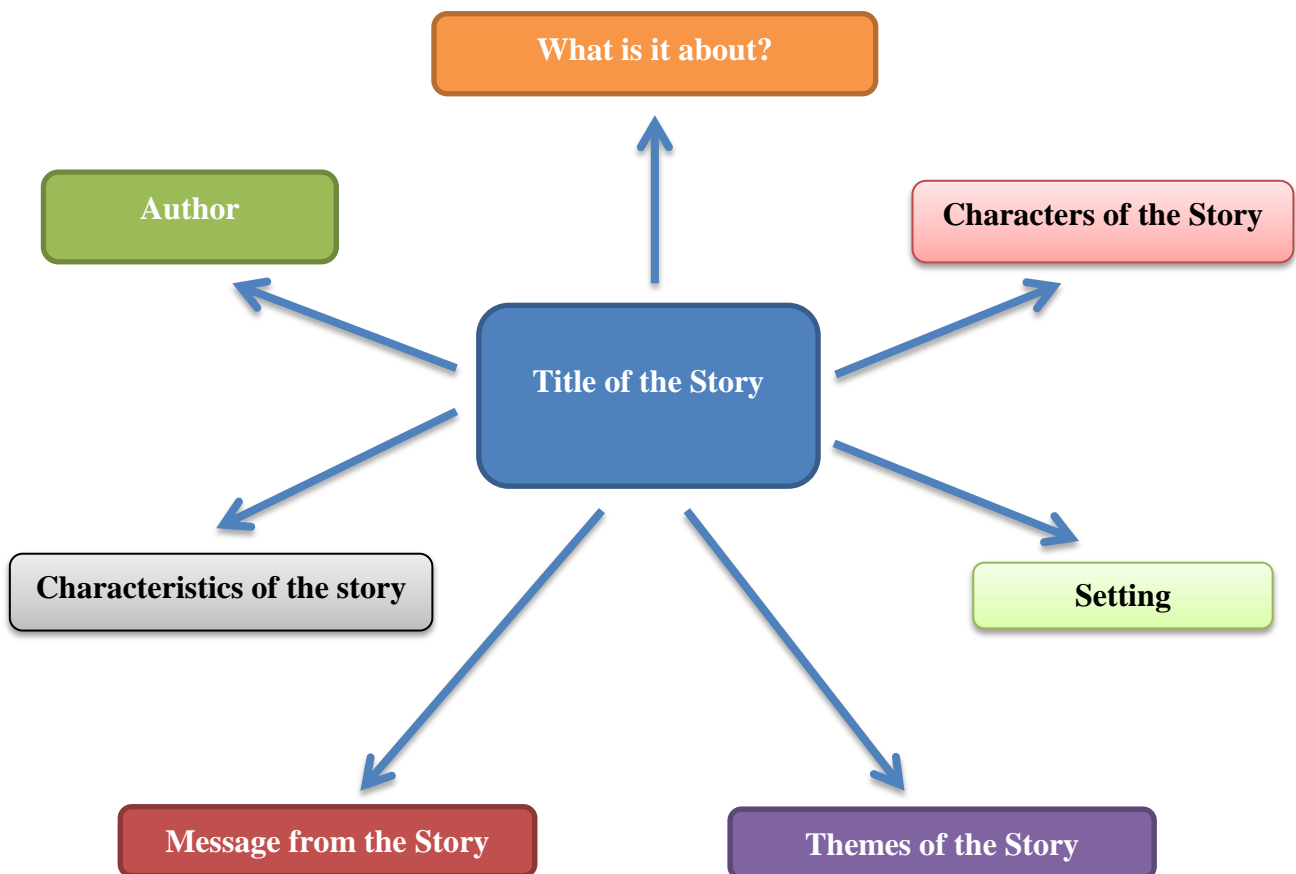 What is it about?
Author
Characters of the Story
Title of the Story
Characteristics of the story
Setting
Message from the Story
Themes of the Story